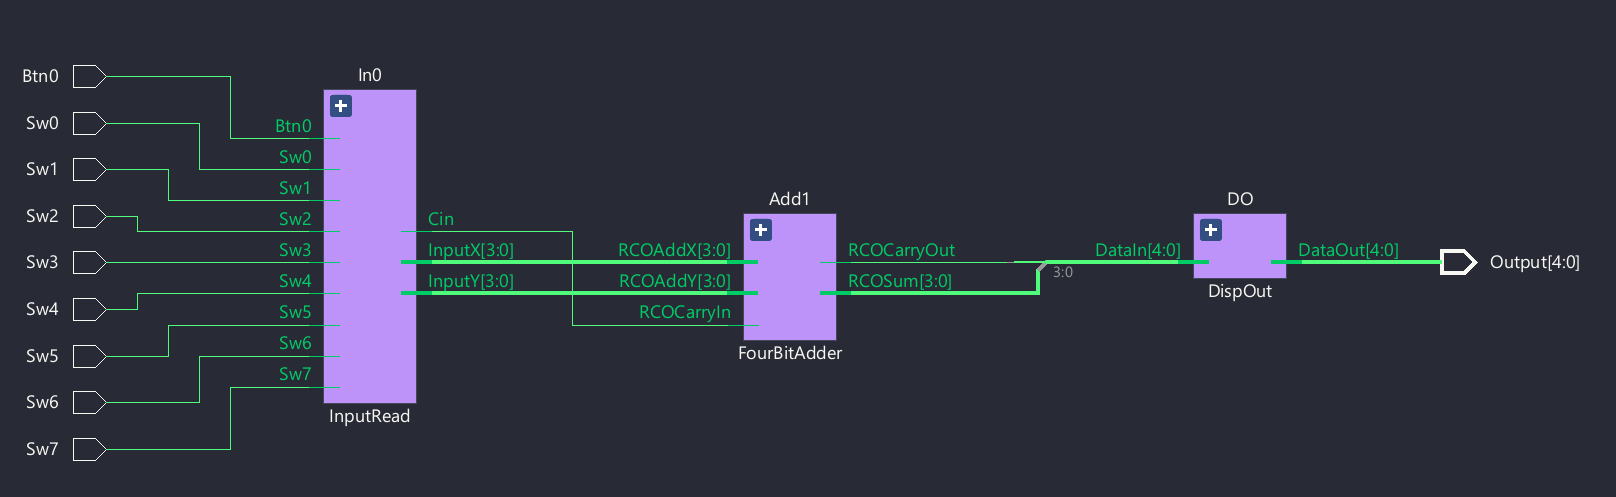 In0
Btn0
Sw0
Sw1
Sw2
Sw3
Sw4
Sw5
Sw6
Sw7
Btn0
Sw0
Sw1
Sw2
Sw3
Sw4
Sw5
Sw6
Sw7
Cin
InputX[3:0]
InputY[3:0]
InputRead
Add1
RCOAddX[3:0]
RCOAddY[3:0]
RCOCarryIn
RCOCarryOut
RCOSum[3:0]
FourBitAdder
3:0
DO
DataIn[4:0]
DataOut[4:0]
DispOut
Output[4:0]